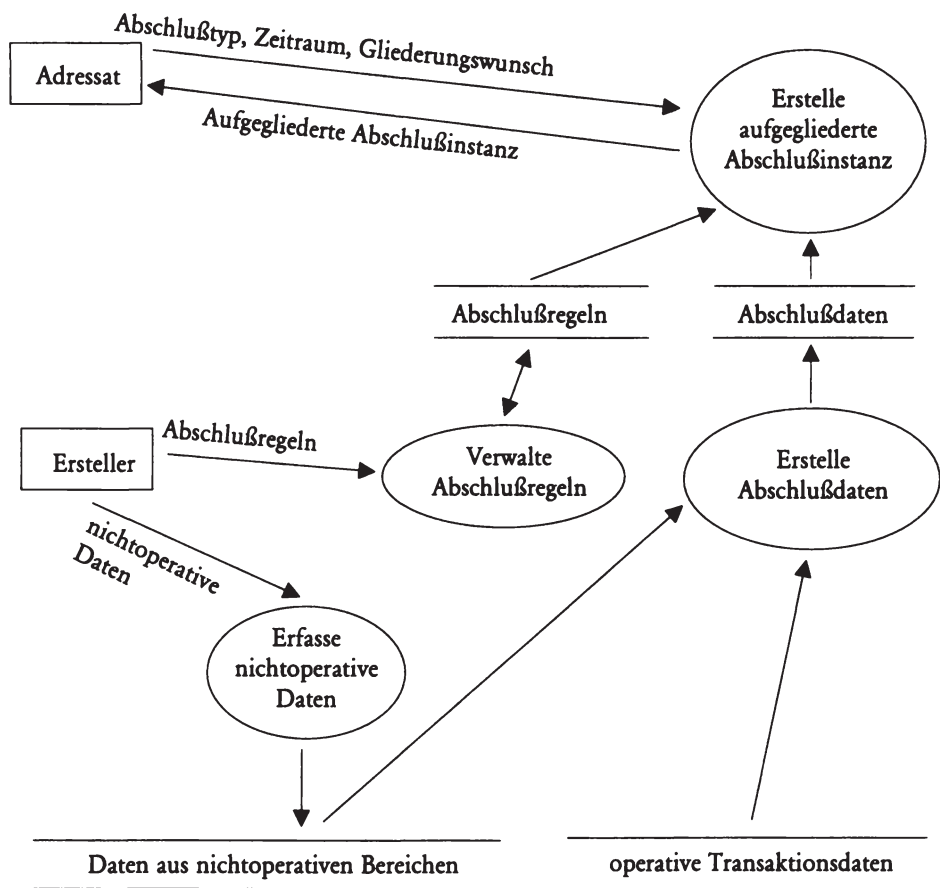 Abschlußtyp, Zeitraum, Gliederungswunsch
Adressat
Aufgegliederte Abschlußinstanz
Erstelle
aufgegliederte
Abschlußinstanz
Abschlußregeln
Abschlußdaten
Abschlußregeln
Ersteller
Verwalte
Abschlußregeln
Erstelle
Abschlußdaten
nichtoperative
Daten
Erfasse
nichtoperative
Daten
Daten aus nichtoperativen Bereichen
operative Transaktionsdaten